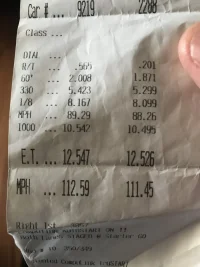 Car # ... 9219 2288
Class ...
DIAL ...
R/T ... .565 .201
60' ... 2.008 1.871
330 ... 5.423 5.299
1/8 ... 8.167 8.099
MPH ... 89.29 88.26
1000 ... 10.542 10.495
E.T. ... 12.547 12.526
MPH ... 112.59 111.45
Right 1st